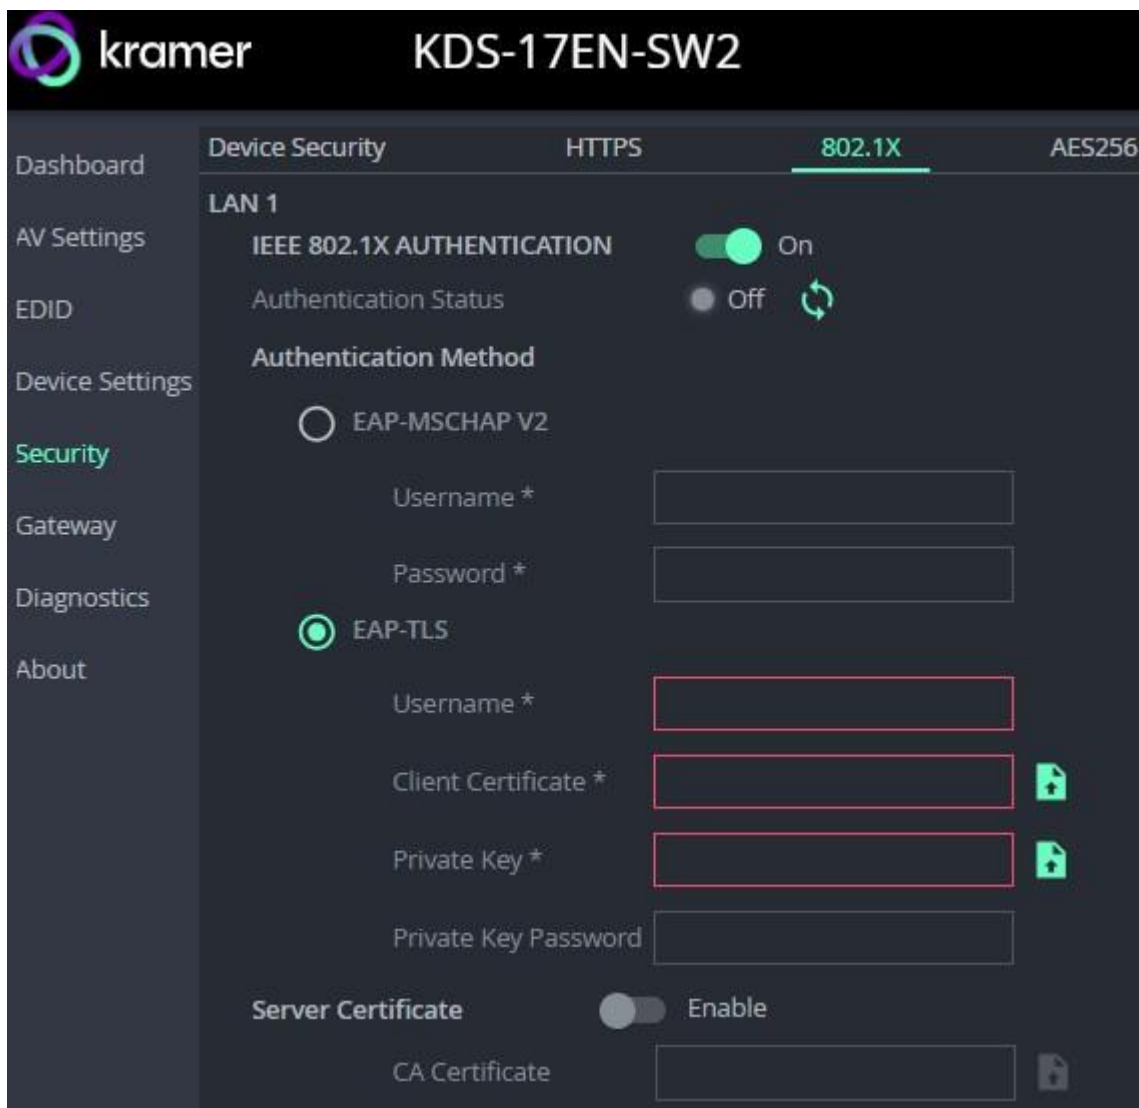 kramer KDS-17EN-SW2
Device Security HTTPS 802.1X AES256
Dashboard
AV Settings
EDID
Device Settings
Security
Gateway
Diagnostics
About
LAN 1
IEEE 802.1X AUTHENTICATION On
Authentication Status Off
Authentication Method
EAP-MSCHAP V2
Username *
Password *
EAP-TLS
Username *
Client Certificate *
Private Key *
Private Key Password
Server Certificate Enable
CA Certificate